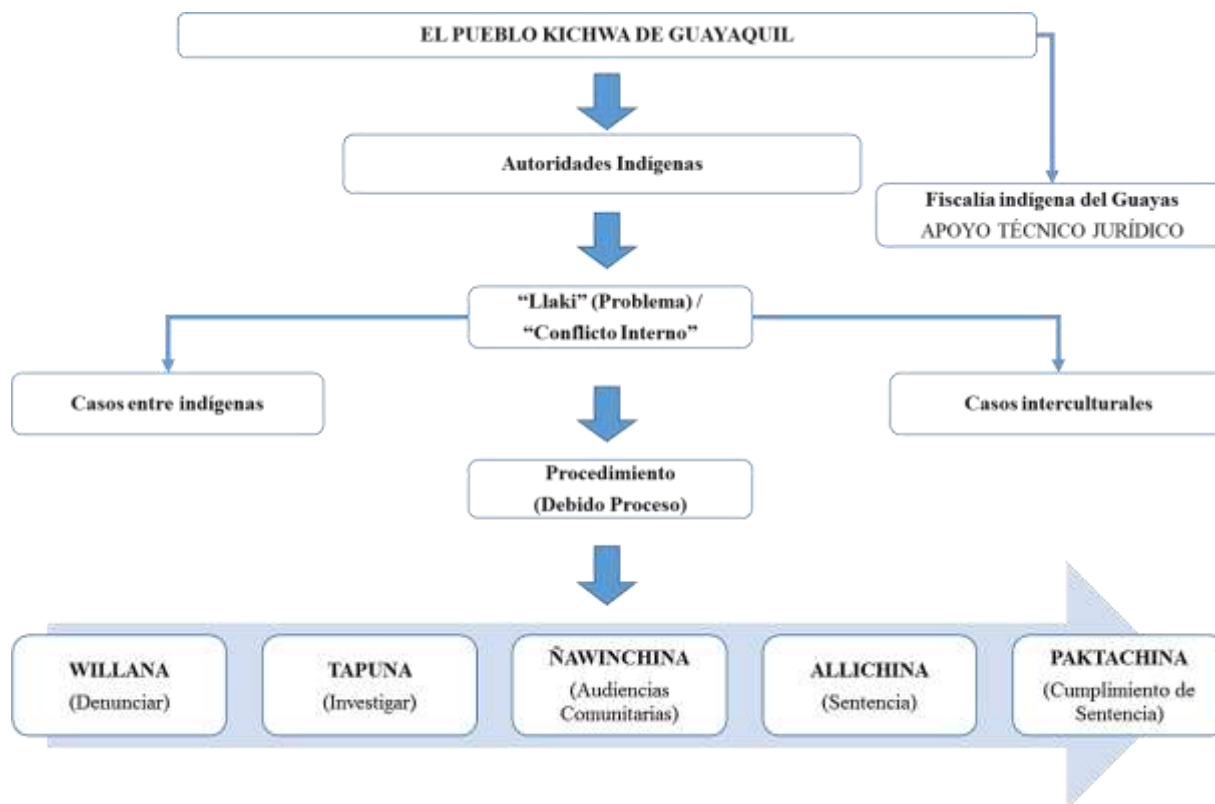 EL PUEBLO KICHWA DE GUAYAQUIL
Autoridades Indígenas
Fiscalía indígena del Guayas
APOYO TÉCNICO JURÍDICO
“Llaki” (Problema) /
“Conflicto Interno”
Casos entre indígenas
Casos interculturales
Procedimiento
(Debido Proceso)
WILLANA
(Denunciar)
TAPUNA
(Investigar)
ÑAWINCHINA
(Audiencias
Comunitarias)
ALLICHINA
(Sentencia)
PAKTACHINA
(Cumplimiento de
Sentencia)